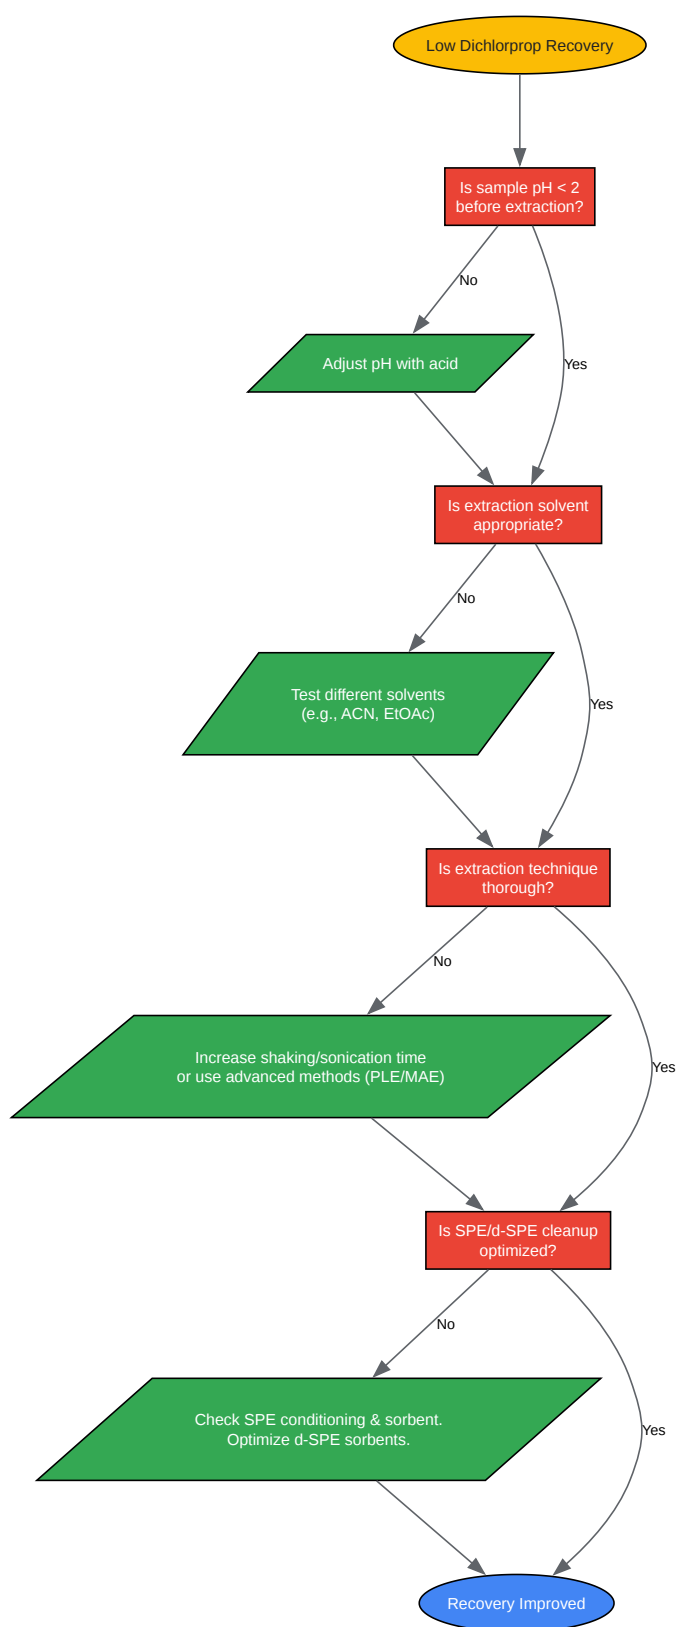 Low Dichlorprop Recovery
Is sample pH < 2
before extraction?
No
Adjust pH with acid
Yes
Is extraction solvent
appropriate?
No
Test different solvents
(e.g., ACN, EtOAc)
Yes
Is extraction technique
thorough?
No
Increase shaking/sonication time
or use advanced methods (PLE/MAE)
Yes
Is SPE/d-SPE cleanup
optimized?
No
Check SPE conditioning & sorbent.
Optimize d-SPE sorbents.
Yes
Recovery Improved